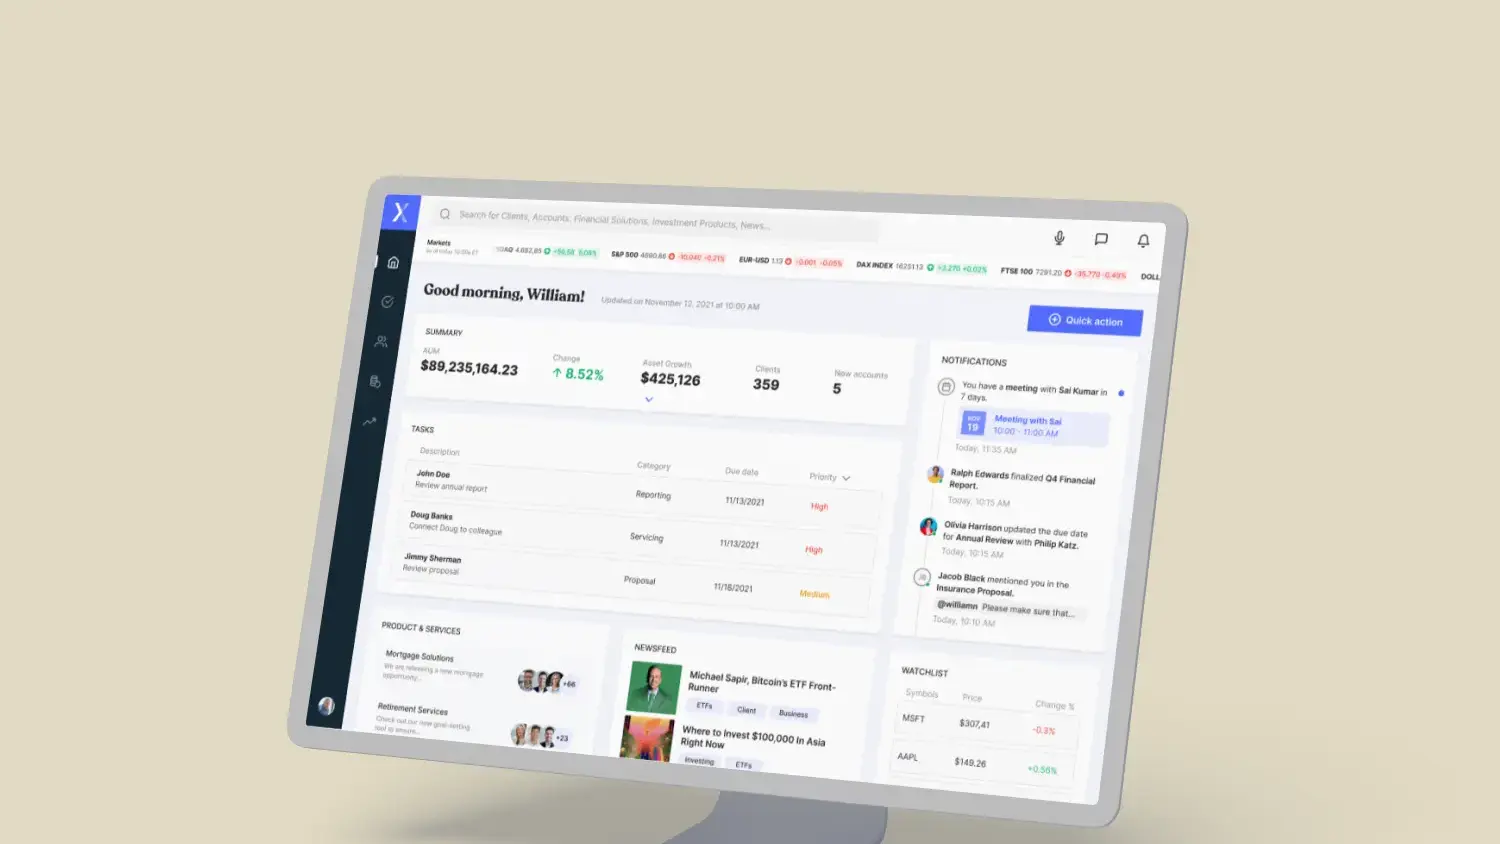 X
Search for Clients, Accounts, Financial Solutions, Investment Products, News...
Markets
4.682,85 +56,68 5,08%
S&P 500 4680.86 -10,040 -0,21%
EUR-USD 1.13 -0.001 -0.05%
DAX INDEX 1625113 +3,270 +0.02%
FTSE 100 7291.20 -35.779 -0.49%
DOLL
Good morning, William!
Updated on November 12, 2021 at 10:00 AM
Quick action
SUMMARY
AUM
$89,235,164.23
Change
8.52%
Asset Growth
$425,126
Clients
359
New accounts
5
TASKS
Description Category Due date Priority
John Doe
Review annual report
Reporting 11/13/2021 High
Doug Banks
Connect Doug to colleague
Servicing 11/13/2021 High
Jimmy Sherman
Review proposal
Proposal 11/18/2021 Medium
NOTIFICATIONS
You have a meeting with Sai Kumar in
7 days.
NOV
19
Meeting with Sai
10:00 - 11:00 AM
Today, 11:35 AM
Ralph Edwards finalized Q4 Financial
Report.
Today, 10:15 AM
Olivia Harrison updated the due date
for Annual Review with Philip Katz.
Today, 10:15 AM
Jacob Black mentioned you in the
Insurance Proposal.
@williamn Please make sure that...
Today, 10:10 AM
PRODUCT & SERVICES
Mortgage Solutions
We are releasing a new mortgage
opportunity...
+66
Retirement Services
Check out our new goal-setting
tool to ensure...
+23
NEWSFEED
Michael Sapir, Bitcoin's ETF Front-
Runner
ETFs Client Business
Where to Invest $100,000 In Asia
Right Now
Investing ETFs
WATCHLIST
Symbols Price Change %
MSFT $307,41 -0.3%
AAPL $149.26 +0.56%